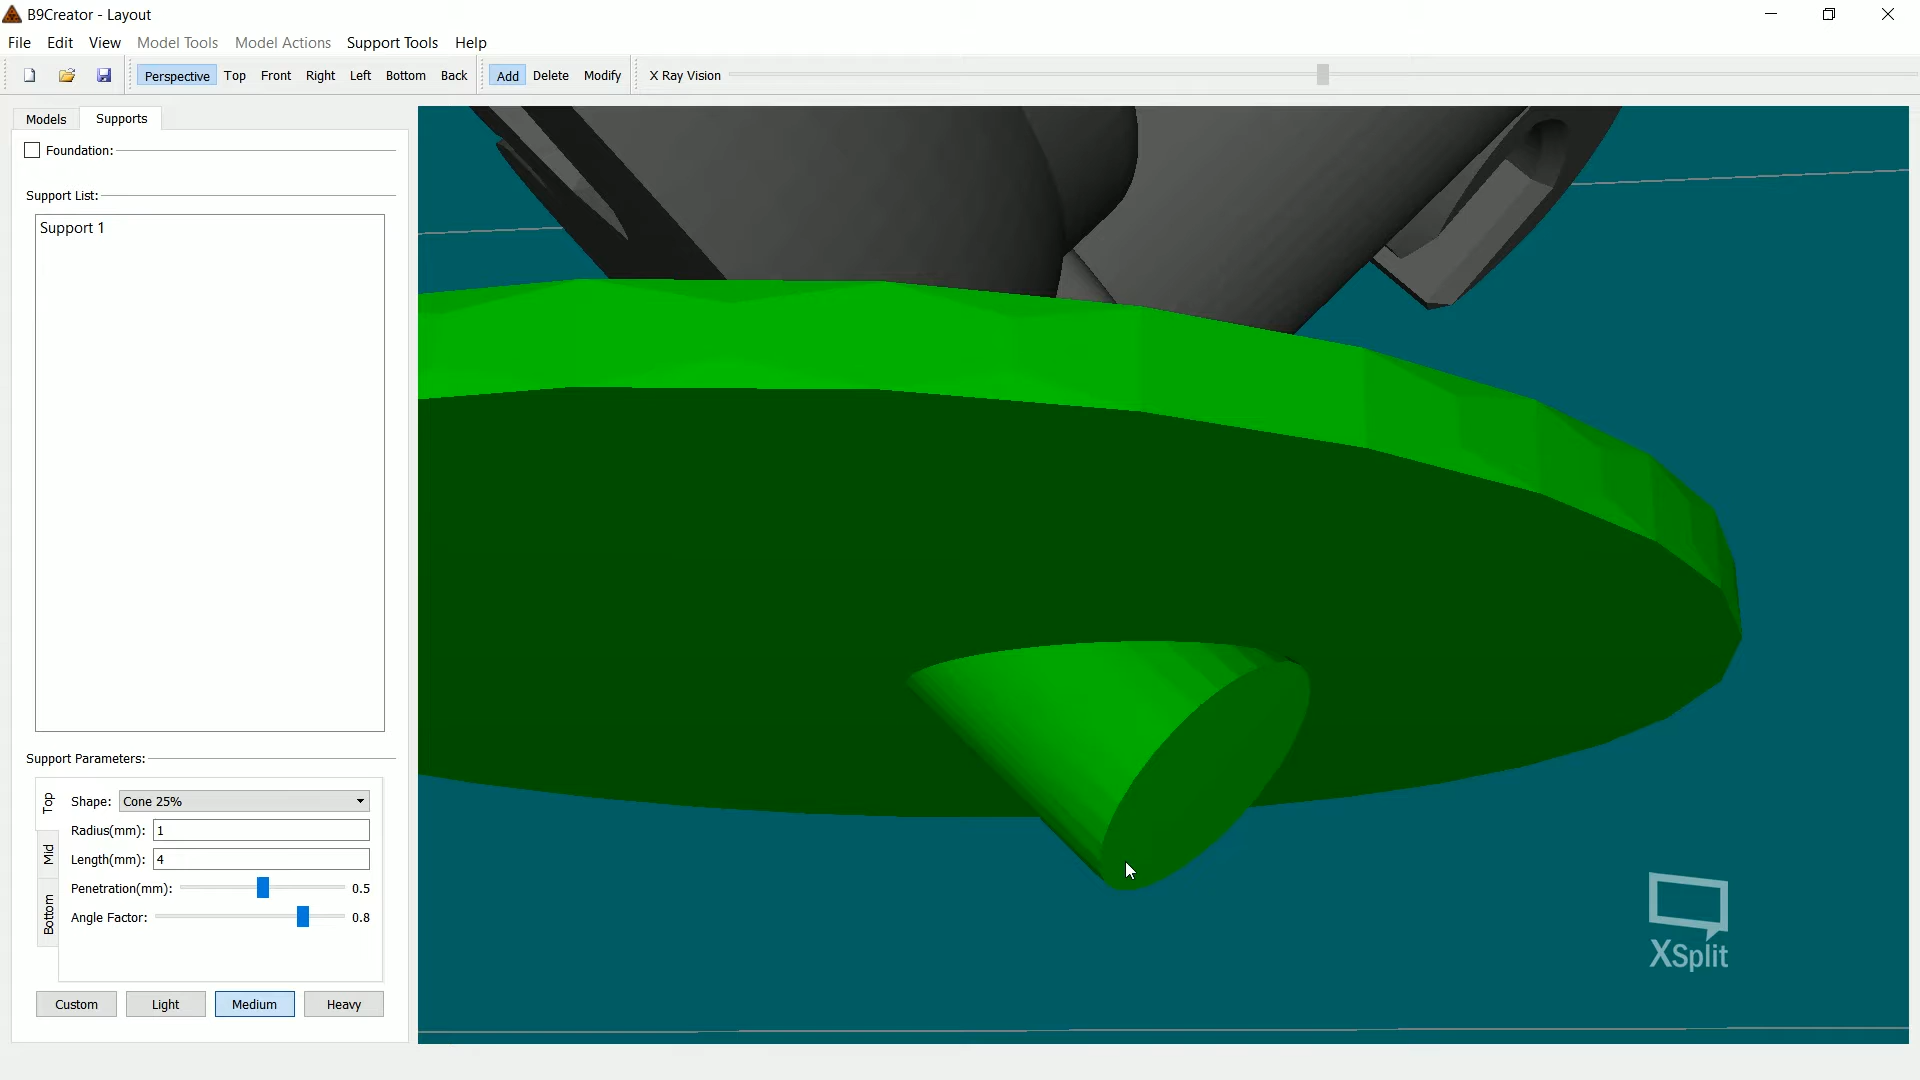 B9Creator - Layout
File Edit View Model Tools Model Actions Support Tools Help
Perspective Top Front Right Left Bottom Back Add Delete Modify X Ray Vision
Models Supports
Foundation:
Support List:
Support 1
Support Parameters:
Top
Mid
Bottom
Shape: Cone 25%
Radius(mm): 1
Length(mm): 4
Penetration(mm): 0.5
Angle Factor: 0.8
Custom Light Medium Heavy
XSplit